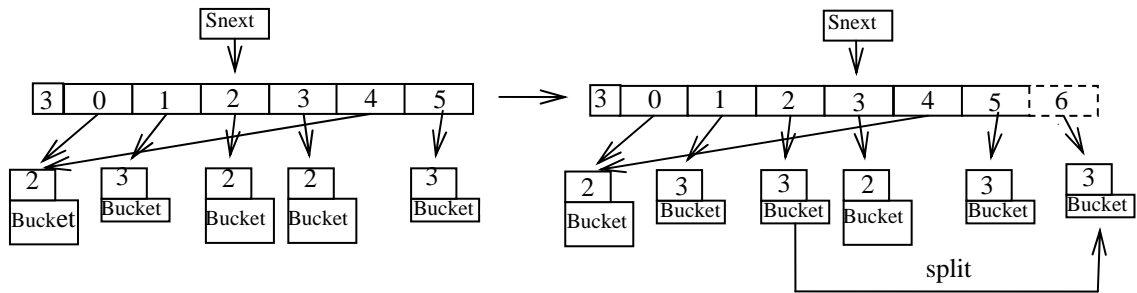 Snext
3 0 1 2 3 4 5
2 3 2 2 3
Bucket Bucket Bucket Bucket Bucket
Snext
3 0 1 2 3 4 5 6
2 3 3 2 3 3
Bucket Bucket Bucket Bucket Bucket Bucket
split